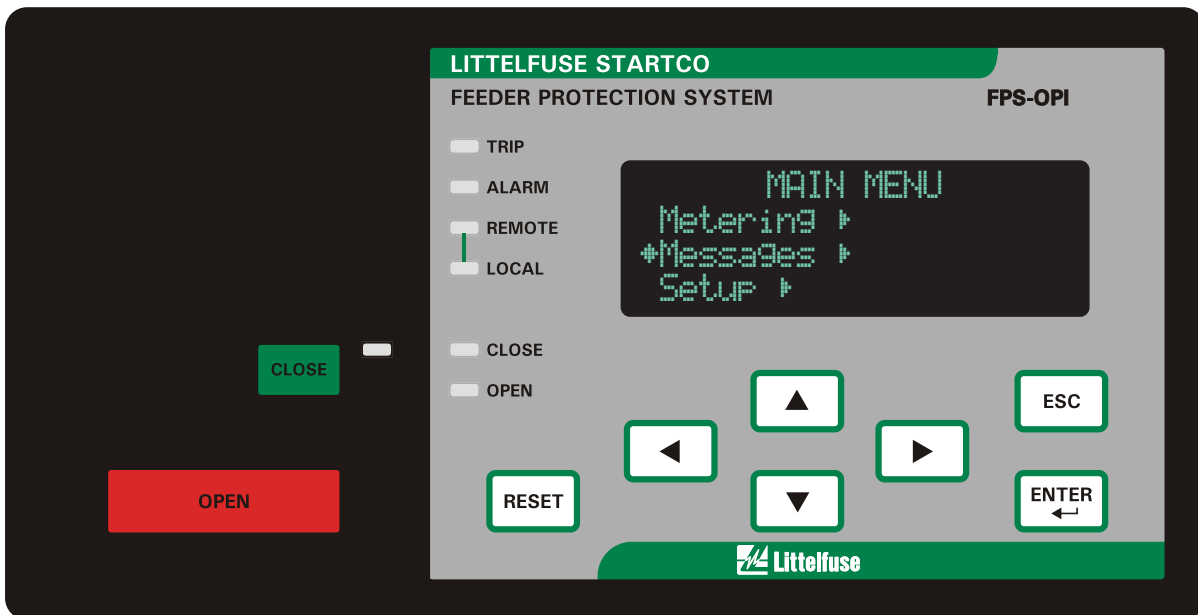 LITTELFUSE STARTCO
FEEDER PROTECTION SYSTEM
FPS-OPI
TRIP
ALARM
REMOTE
LOCAL
MAIN MENU
Metering
Messages
Setup
CLOSE
CLOSE
OPEN
ESC
RESET
ENTER
OPEN
Littelfuse